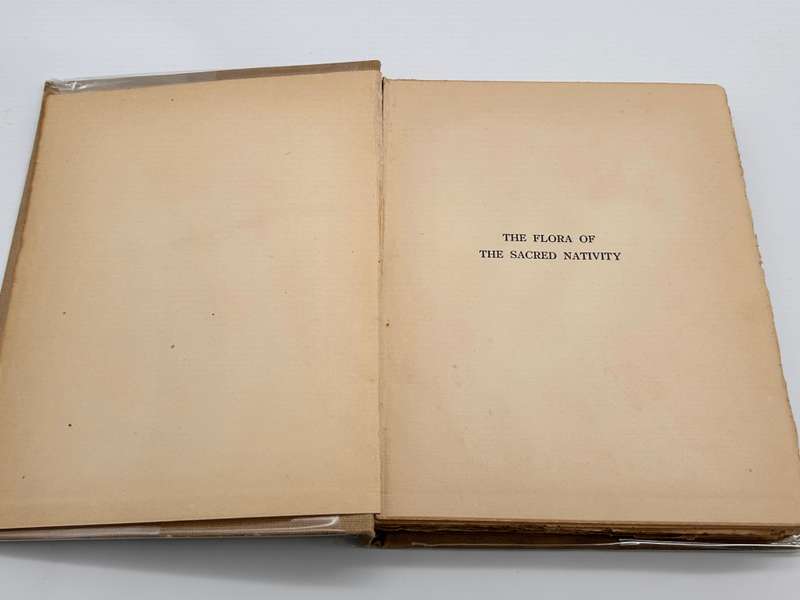 THE FLORA OF
THE SACRED NATIVITY